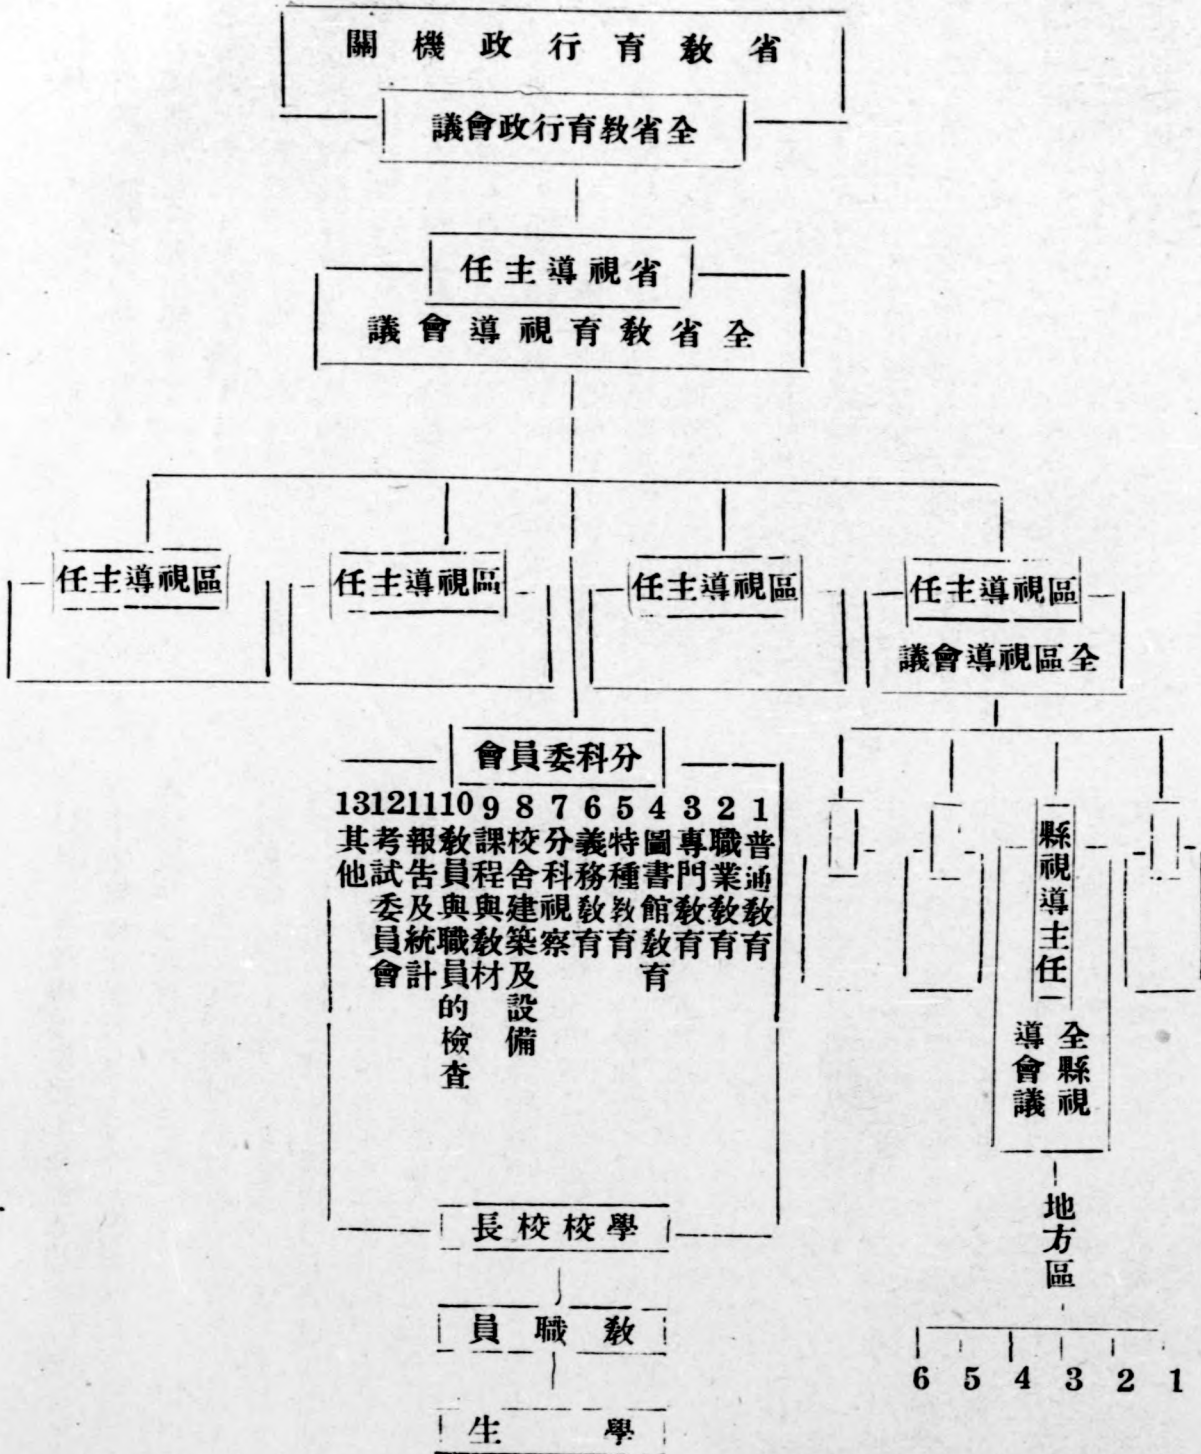 省教育行政機關
全省教育行政會議
省視導主任
全省教育視導會議
區視導主任
全區視導會議
區視導主任
區視導主任
區視導主任
縣視導主任
全縣視
導會議
地方區
1 2 3 4 5 6
分科委員會
1 普通教育
2 職業教育
3 專門教育
4 圖書館教育
5 特種教育
6 義務教育
7 分科視察
8 校舍建築及設備
9 課程與教材
10 教員與職員的檢查
11 報告及統計
12 考試委員會
13 其他
學校校長
教職員
學生